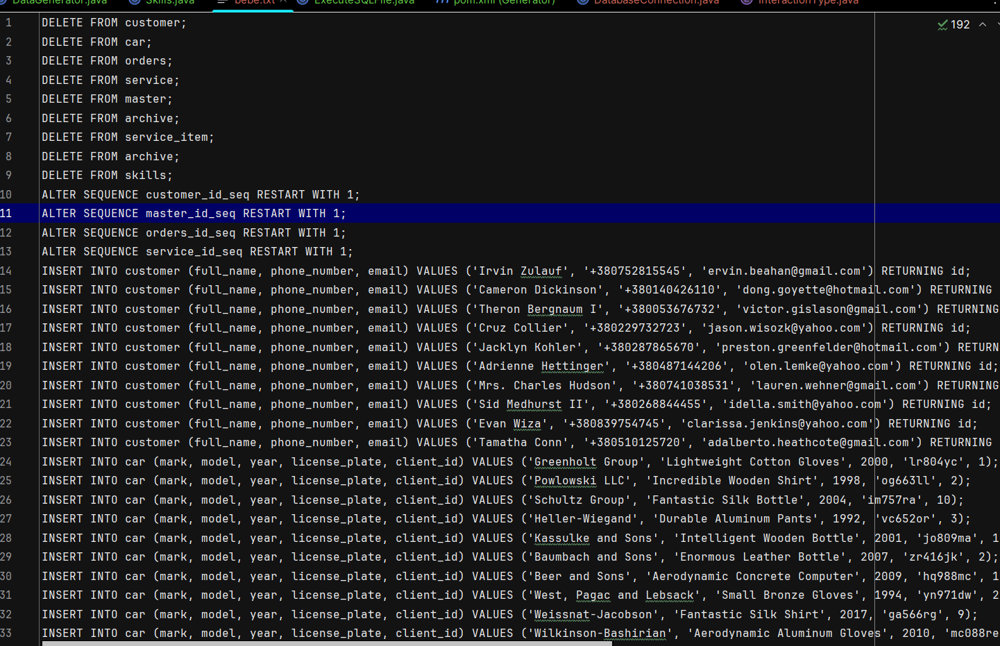 DataGenerator.java Skills.java bebe.txt ExecuteSQLFile.java pom.xml (Generator) DatabaseConnection.java InteractionType.java
192
1 DELETE FROM customer;
2 DELETE FROM car;
3 DELETE FROM orders;
4 DELETE FROM service;
5 DELETE FROM master;
6 DELETE FROM archive;
7 DELETE FROM service_item;
8 DELETE FROM archive;
9 DELETE FROM skills;
10 ALTER SEQUENCE customer_id_seq RESTART WITH 1;
11 ALTER SEQUENCE master_id_seq RESTART WITH 1;
12 ALTER SEQUENCE orders_id_seq RESTART WITH 1;
13 ALTER SEQUENCE service_id_seq RESTART WITH 1;
14 INSERT INTO customer (full_name, phone_number, email) VALUES ('Irvin Zulauf', '+380752815545', 'ervin.beahan@gmail.com') RETURNING id;
15 INSERT INTO customer (full_name, phone_number, email) VALUES ('Cameron Dickinson', '+380140426110', 'dong.goyette@hotmail.com') RETURNING
16 INSERT INTO customer (full_name, phone_number, email) VALUES ('Theron Bergnaum I', '+380053676732', 'victor.gislason@gmail.com') RETURNING
17 INSERT INTO customer (full_name, phone_number, email) VALUES ('Cruz Collier', '+380229732723', 'jason.wisozk@yahoo.com') RETURNING id;
18 INSERT INTO customer (full_name, phone_number, email) VALUES ('Jacklyn Kohler', '+380287865670', 'preston.greenfelder@hotmail.com') RETURN
19 INSERT INTO customer (full_name, phone_number, email) VALUES ('Adrienne Hettinger', '+380487144206', 'olen.lemke@yahoo.com') RETURNING id;
20 INSERT INTO customer (full_name, phone_number, email) VALUES ('Mrs. Charles Hudson', '+380741038531', 'lauren.wehner@gmail.com') RETURNING
21 INSERT INTO customer (full_name, phone_number, email) VALUES ('Sid Medhurst II', '+380268844455', 'idella.smith@yahoo.com') RETURNING id;
22 INSERT INTO customer (full_name, phone_number, email) VALUES ('Evan Wiza', '+380839754745', 'clarissa.jenkins@yahoo.com') RETURNING id;
23 INSERT INTO customer (full_name, phone_number, email) VALUES ('Tamatha Conn', '+380510125720', 'adalberto.heathcote@gmail.com') RETURNING
24 INSERT INTO car (mark, model, year, license_plate, client_id) VALUES ('Greenholt Group', 'Lightweight Cotton Gloves', 2000, 'lr804yc', 1);
25 INSERT INTO car (mark, model, year, license_plate, client_id) VALUES ('Powlowski LLC', 'Incredible Wooden Shirt', 1998, 'og663ll', 2);
26 INSERT INTO car (mark, model, year, license_plate, client_id) VALUES ('Schultz Group', 'Fantastic Silk Bottle', 2004, 'im757ra', 10);
27 INSERT INTO car (mark, model, year, license_plate, client_id) VALUES ('Heller-Wiegand', 'Durable Aluminum Pants', 1992, 'vc652or', 3);
28 INSERT INTO car (mark, model, year, license_plate, client_id) VALUES ('Kassulke and Sons', 'Intelligent Wooden Bottle', 2001, 'jo809ma', 1
29 INSERT INTO car (mark, model, year, license_plate, client_id) VALUES ('Baumbach and Sons', 'Enormous Leather Bottle', 2007, 'zr416jk', 2);
30 INSERT INTO car (mark, model, year, license_plate, client_id) VALUES ('Beer and Sons', 'Aerodynamic Concrete Computer', 2009, 'hq988mc', 1
31 INSERT INTO car (mark, model, year, license_plate, client_id) VALUES ('West, Pagac and Lebsack', 'Small Bronze Gloves', 1994, 'yn971dw', 2
32 INSERT INTO car (mark, model, year, license_plate, client_id) VALUES ('Weissnat-Jacobson', 'Fantastic Silk Shirt', 2017, 'ga566rg', 9);
33 INSERT INTO car (mark, model, year, license_plate, client_id) VALUES ('Wilkinson-Bashirian', 'Aerodynamic Aluminum Gloves', 2010, 'mc088re